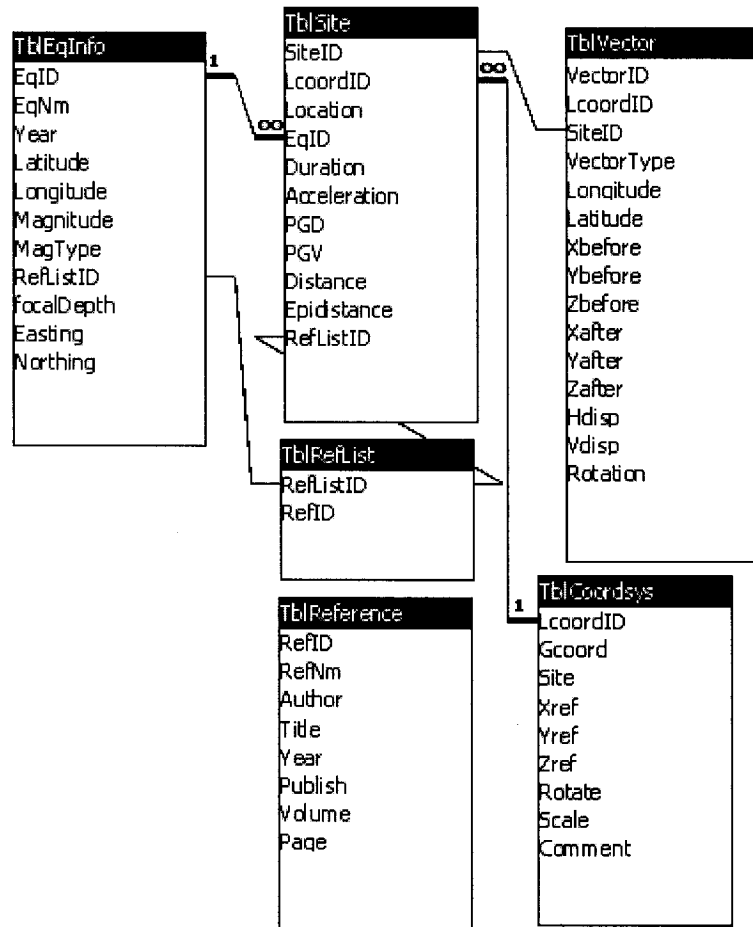 TblEqInfo
EqID
EqNm
Year
Latitude
Longitude
Magnitude
MagType
RefListID
focalDepth
Easting
Northing
1
∞
TblSite
SiteID
LcoordID
Location
EqID
Duration
Acceleration
PGD
PGV
Distance
Epidistance
RefListID
∞
TblVector
VectorID
LcoordID
SiteID
VectorType
Longitude
Latitude
Xbefore
Ybefore
Zbefore
Xafter
Yafter
Zafter
Hdisp
Vdisp
Rotation
TblRefList
RefListID
RefID
TblReference
RefID
RefNm
Author
Title
Year
Publish
Volume
Page
1
TblCoordsys
LcoordID
Gcoord
Site
Xref
Yref
Zref
Rotate
Scale
Comment